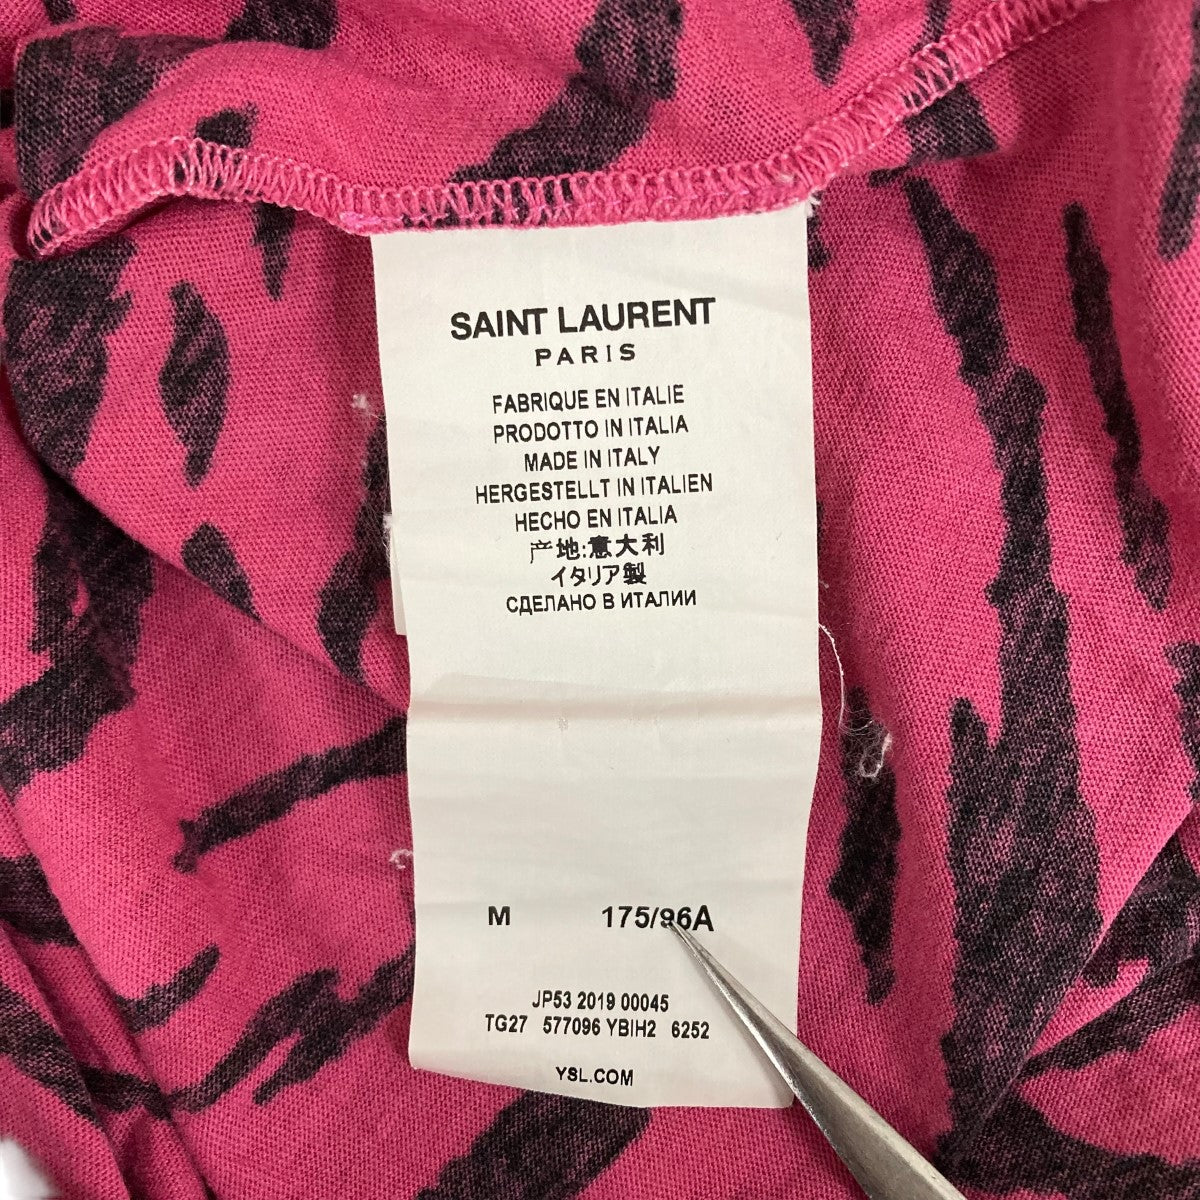 SAINT LAURENT
PARIS
FABRIQUE EN ITALIE
PRODOTTO IN ITALIA
MADE IN ITALY
HERGESTELLT IN ITALIEN
HECHO EN ITALIA
产地:意大利
イタリア製
СДЕЛАНО В ИТАЛИИ
M 175/96A
JP53 2019 00045
TG27 577096 YBIH2 6252
YSL.COM